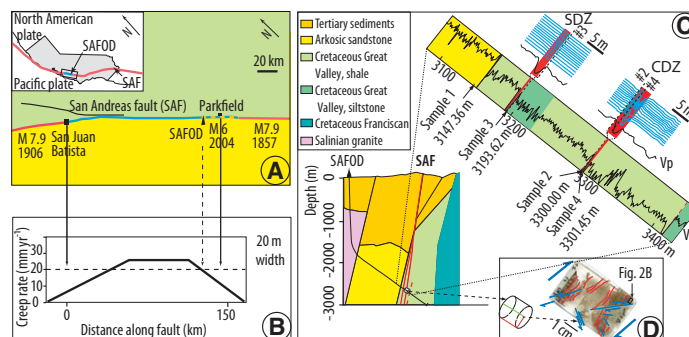 North American
plate
SAFOD
Pacific plate
SAF
N
N
20 km
San Andreas fault (SAF)
Parkfield
M 7.9
1906
San Juan
Batista
SAFOD
M 6
2004
M7.9
1857
A
Creep rate (mm yr-1)
30
20
10
0
20 m
width
0
150
Distance along fault (km)
B
Tertiary sediments
Arkosic sandstone
Cretaceous Great
Valley, shale
Cretaceous Great
Valley, siltstone
Cretaceous Franciscan
Salinian granite
SAFOD
SAF
Depth (m)
0
-1000
-2000
-3000
C
SDZ
#3
5m
CDZ
#2
#4
5m
Vp
3100
3200
3300
3400 m
Sample 1
3147.36 m
Sample 3
3193.62 m
Sample 2
3300.00 m
Sample 4
3301.45 m
Fig. 2B
1 cm
D